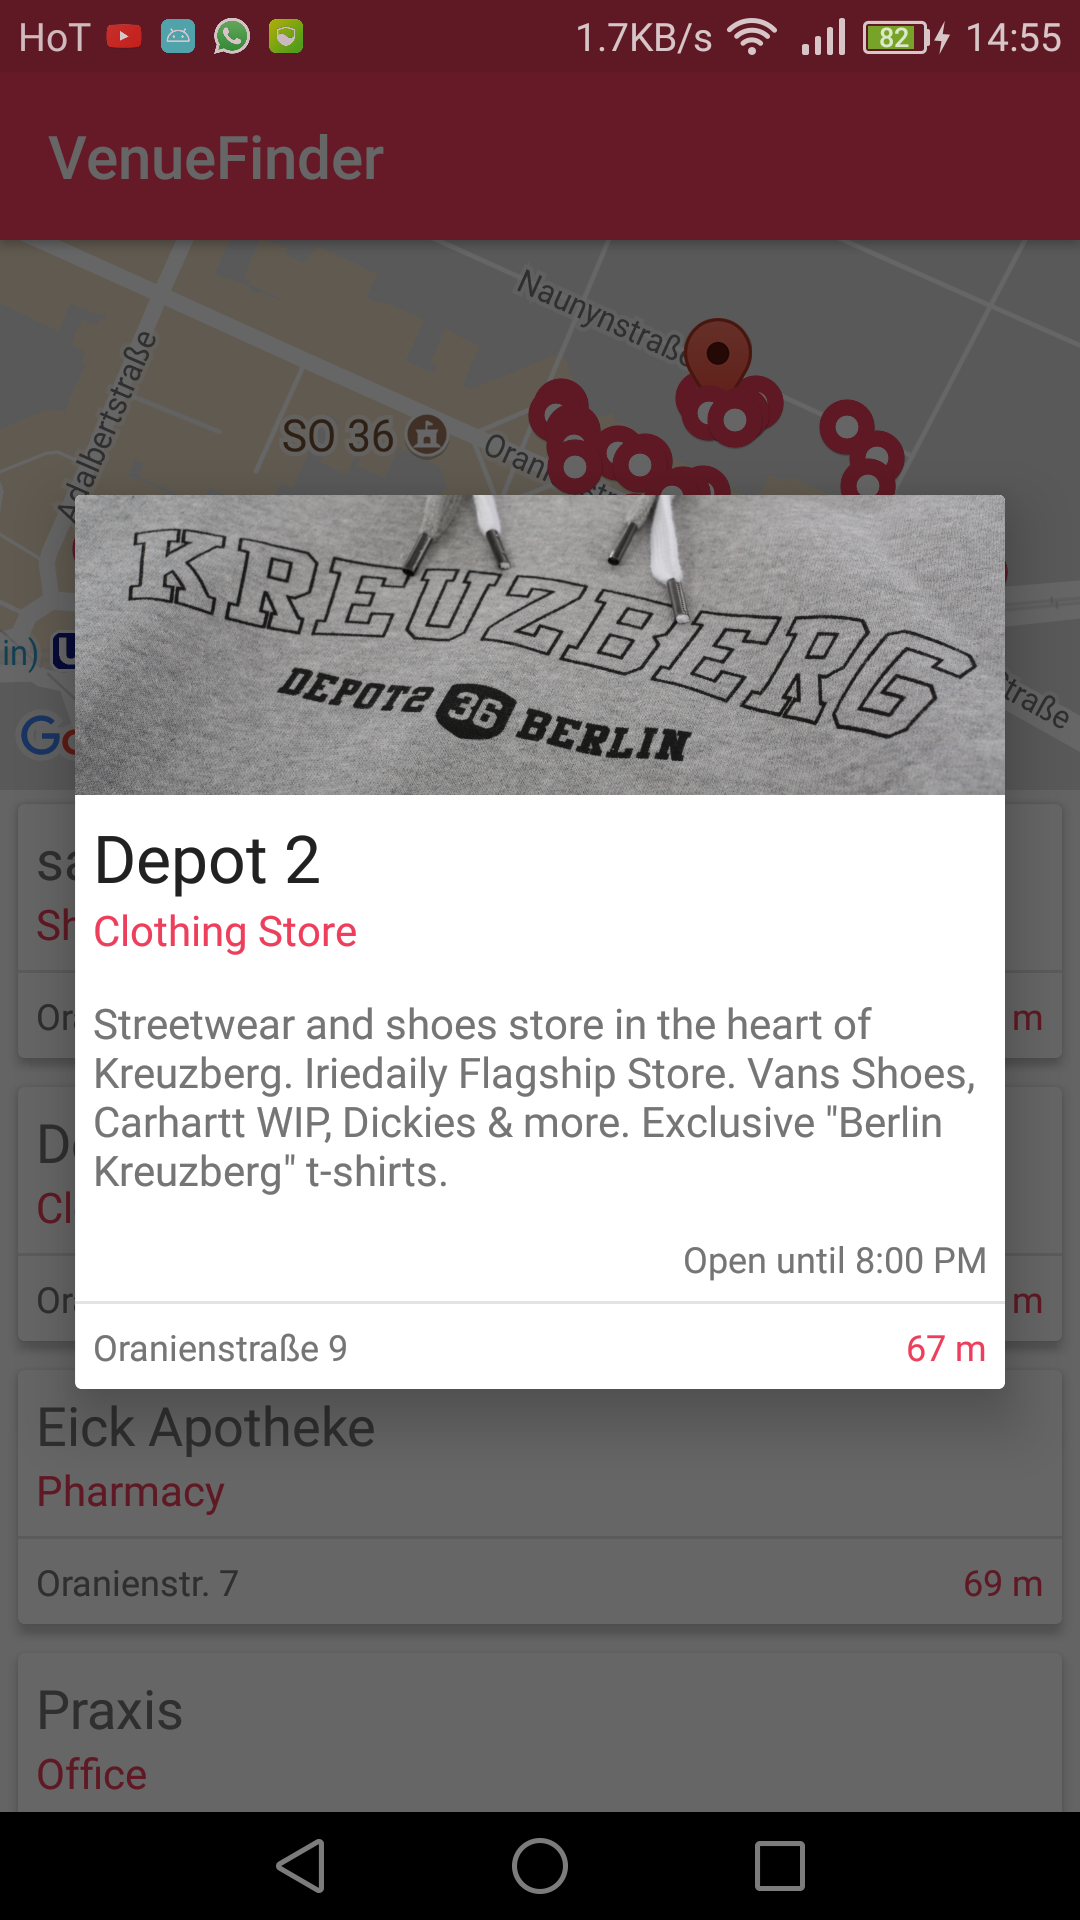 HoT 1.7KB/s 82 14:55
VenueFinder
Naunynstraße
Adalbertstraße
SO 36
in)
traße
KREUZBERG
DEPOT2 36 BERLIN
Depot 2
Clothing Store
Streetwear and shoes store in the heart of
Kreuzberg. Iriedaily Flagship Store. Vans Shoes,
Carhartt WIP, Dickies & more. Exclusive "Berlin
Kreuzberg" t-shirts.
Open until 8:00 PM
Oranienstraße 9 67 m
m
m
Eick Apotheke
Pharmacy
Oranienstr. 7 69 m
Praxis
Office